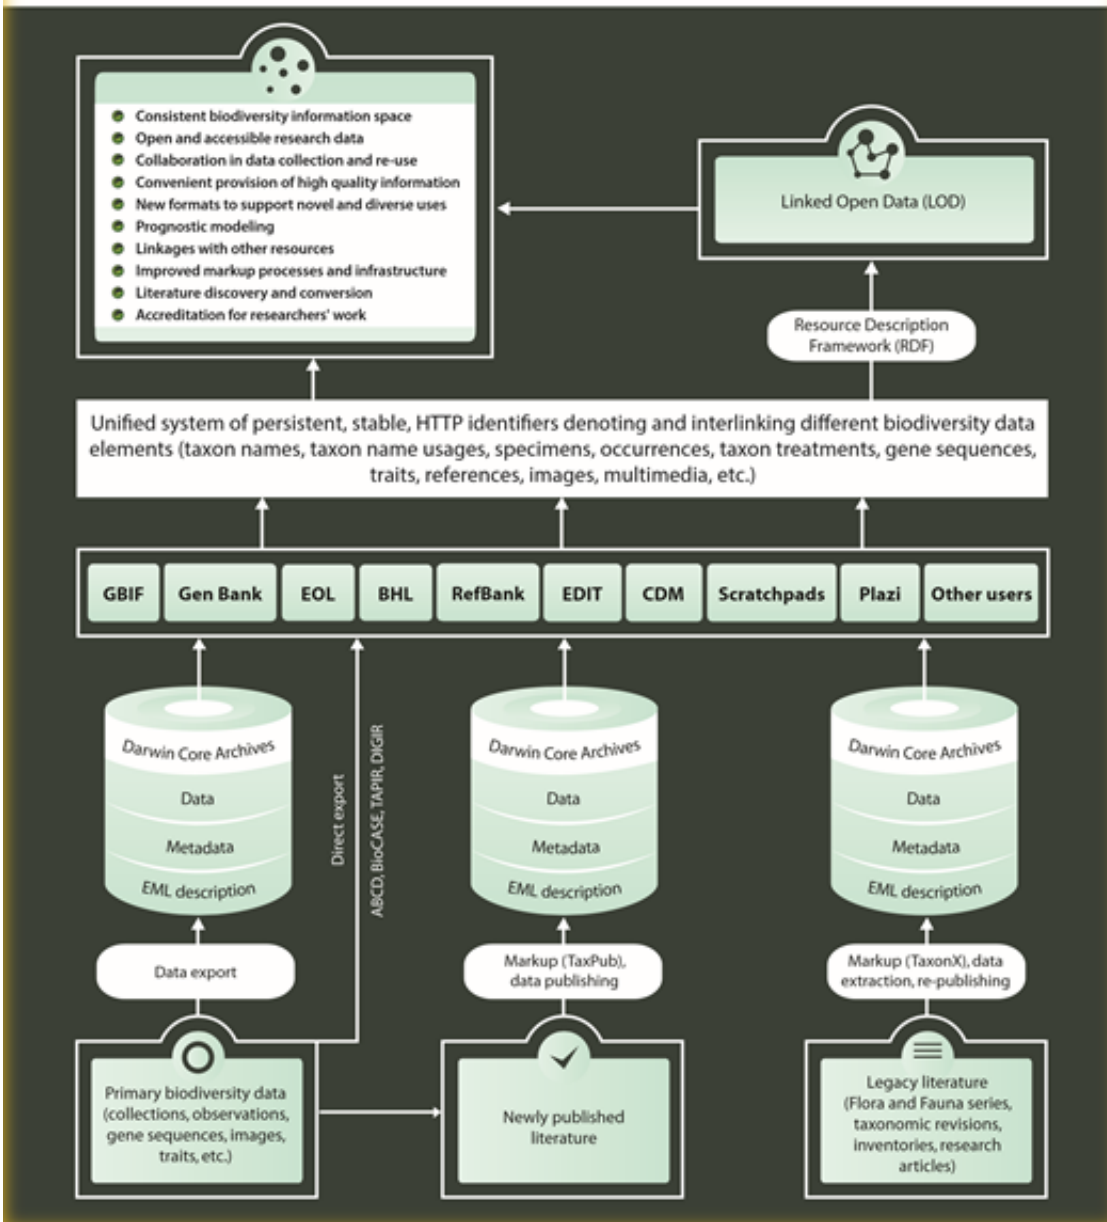 Consistent biodiversity information space
Open and accessible research data
Collaboration in data collection and re-use
Convenient provision of high quality information
New formats to support novel and diverse uses
Prognostic modeling
Linkages with other resources
Improved markup processes and infrastructure
Literature discovery and conversion
Accreditation for researchers' work
Linked Open Data (LOD)
Resource Description
Framework (RDF)
Unified system of persistent, stable, HTTP identifiers denoting and interlinking different biodiversity data
elements (taxon names, taxon name usages, specimens, occurrences, taxon treatments, gene sequences,
traits, references, images, multimedia, etc.)
GBIF
Gen Bank
EOL
BHL
RefBank
EDIT
CDM
Scratchpads
Plazi
Other users
Darwin Core Archives
Data
Metadata
EML description
Direct export
ABCD, BioCASE, TAPIR, DIGIR
Darwin Core Archives
Data
Metadata
EML description
Darwin Core Archives
Data
Metadata
EML description
Data export
Markup (TaxPub),
data publishing
Markup (TaxonX), data
extraction, re-publishing
Primary biodiversity data
(collections, observations,
gene sequences, images,
traits, etc.)
Newly published
literature
Legacy literature
(Flora and Fauna series,
taxonomic revisions,
inventories, research
articles)